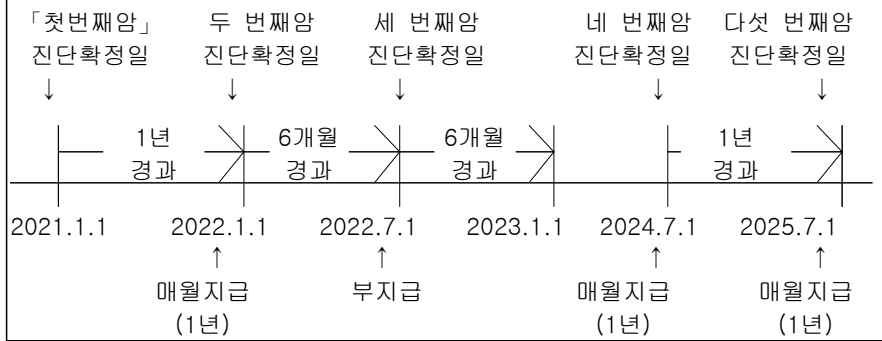 「첫번째암」 두 번째암 세 번째암 네 번째암 다섯 번째암
진단확정일 진단확정일 진단확정일 진단확정일 진단확정일
↓ ↓ ↓ ↓ ↓
1년 6개월 6개월 1년
경과 경과 경과 경과
2021.1.1 2022.1.1 2022.7.1 2023.1.1 2024.7.1 2025.7.1
↑ ↑ ↑ ↑
매월지급 부지급 매월지급 매월지급
(1년) (1년) (1년)